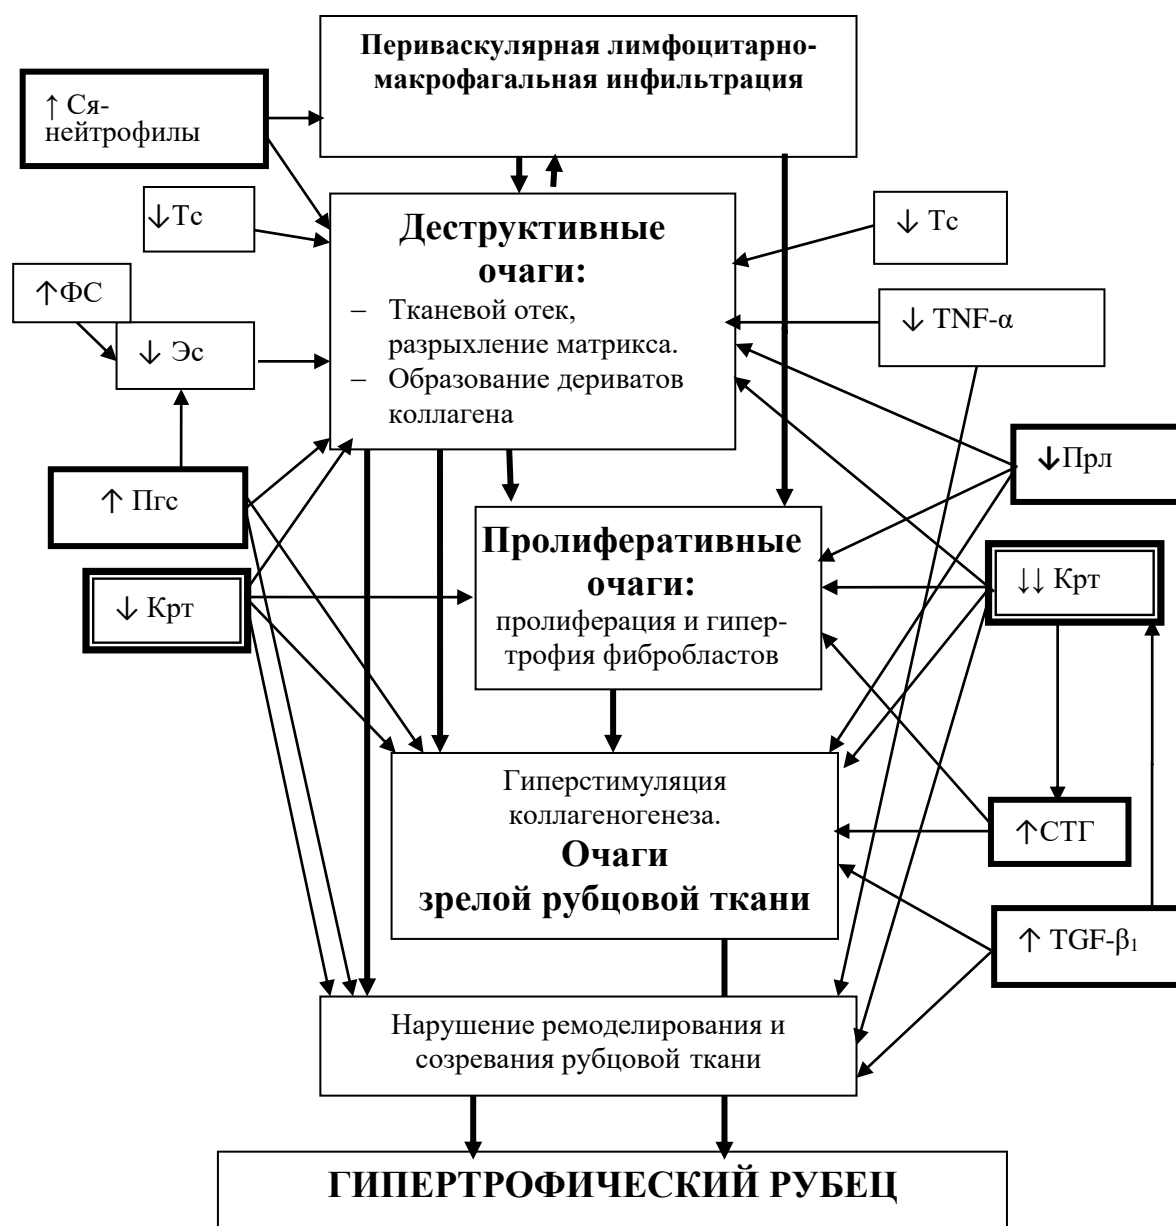 Периваскулярная лимфоцитарно-
макрофагальная инфильтрация
↑ Ся-
нейтрофилы
↓Тс
↑ФС
↓ Эс
Деструктивные
очаги:
– Тканевой отек,
разрыхление матрикса.
– Образование дериватов
коллагена
↓ Тс
↓ TNF-α
↓Прл
↑ Пгс
↓ Крт
Пролиферативные
очаги:
пролиферация и гипер-
трофия фибробластов
↓↓ Крт
Гиперстимуляция
коллагеногенеза.
Очаги
зрелой рубцовой ткани
↑СТГ
↑ TGF-β₁
Нарушение ремоделирования и
созревания рубцовой ткани
ГИПЕРТРОФИЧЕСКИЙ РУБЕЦ